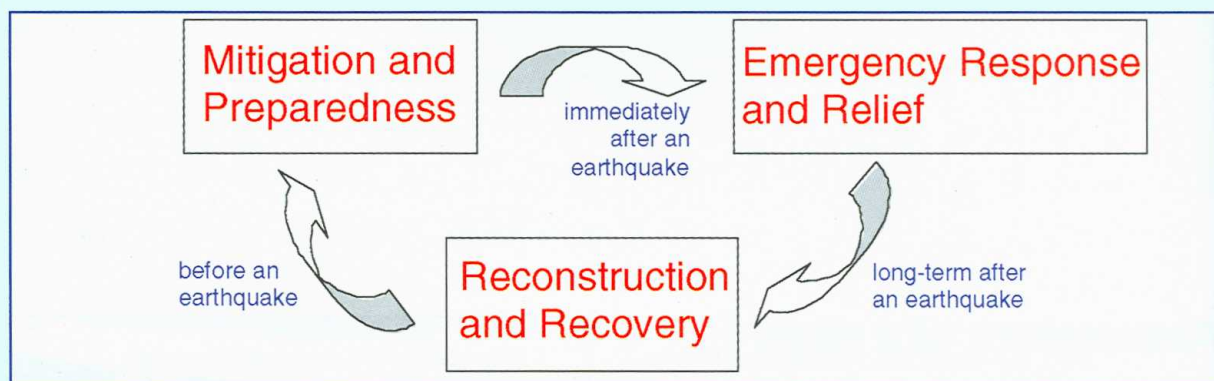 Mitigation and
Preparedness
immediately
after an
earthquake
Emergency Response
and Relief
before an
earthquake
Reconstruction
and Recovery
long-term after
an earthquake